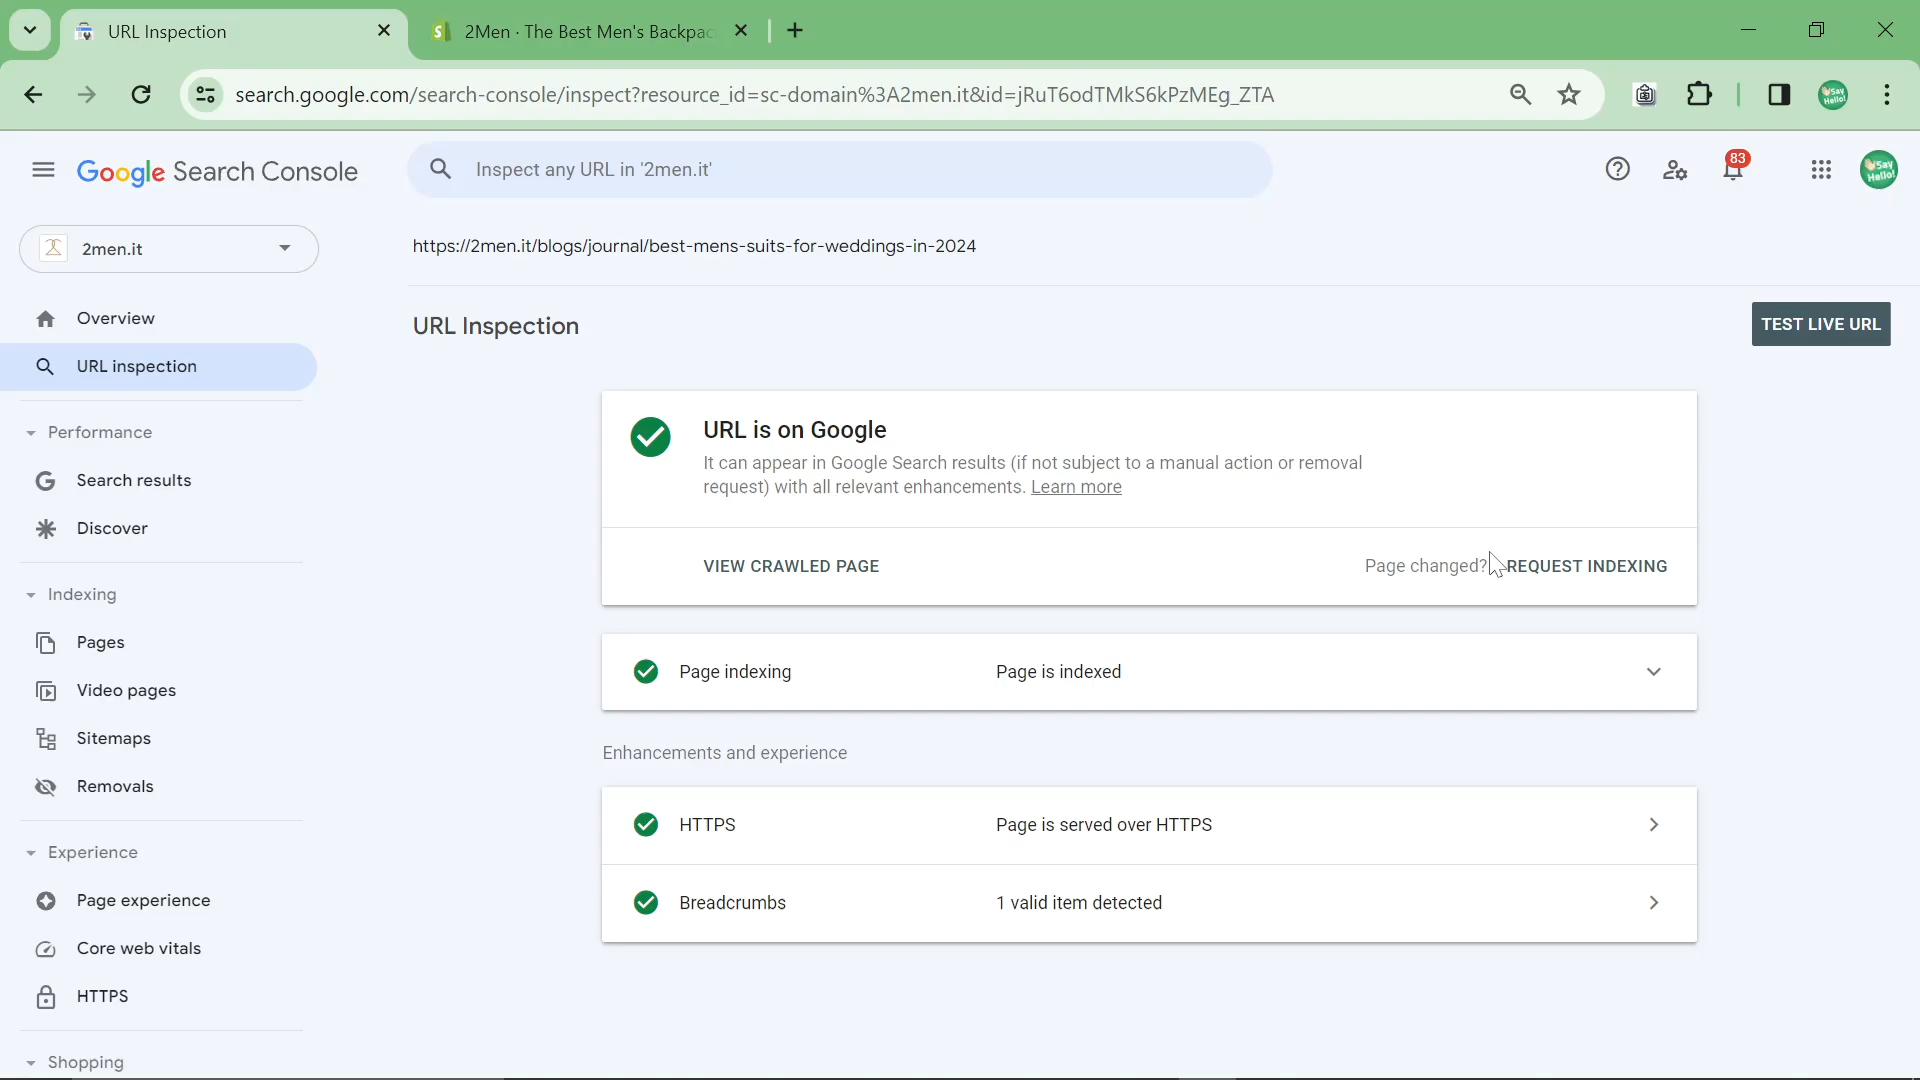 URL Inspection
2Men · The Best Men's Backpac
search.google.com/search-console/inspect?resource_id=sc-domain%3A2men.it&id=jRuT6odTMkS6kPzMEg_ZTA
Google Search Console
Inspect any URL in '2men.it'
83
2men.it
https://2men.it/blogs/journal/best-mens-suits-for-weddings-in-2024
Overview
URL inspection
Performance
Search results
Discover
Indexing
Pages
Video pages
Sitemaps
Removals
Experience
Page experience
Core web vitals
HTTPS
Shopping
URL Inspection
TEST LIVE URL
URL is on Google
It can appear in Google Search results (if not subject to a manual action or removal
request) with all relevant enhancements. Learn more
VIEW CRAWLED PAGE
Page changed? REQUEST INDEXING
Page indexing Page is indexed
Enhancements and experience
HTTPS Page is served over HTTPS
Breadcrumbs 1 valid item detected
Say
Hello!
Say
Hello!